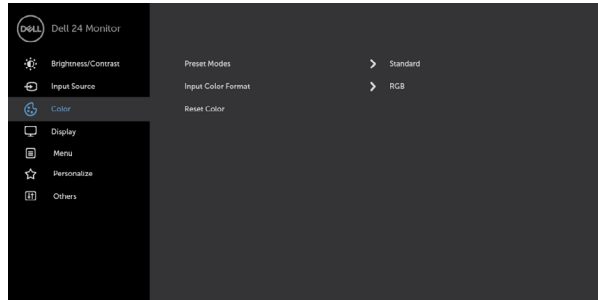 DELL Dell 24 Monitor
Brightness/Contrast
Input Source
Color
Display
Menu
Personalize
Others
Preset Modes Standard
Input Color Format RGB
Reset Color